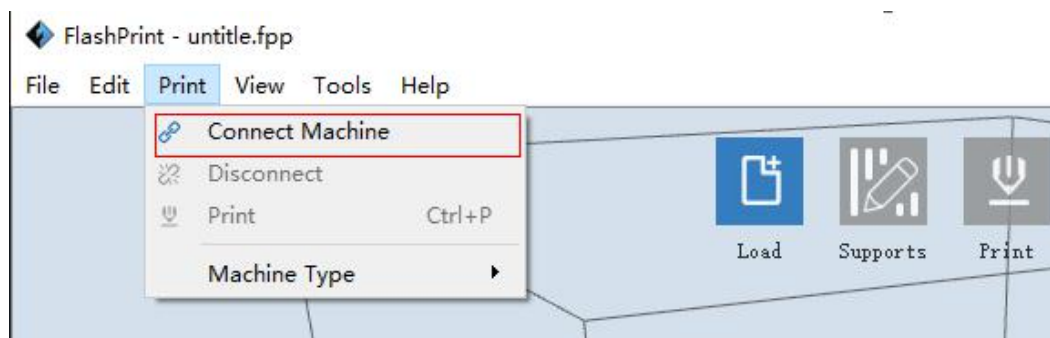 FlashPrint - untitle.fpp
File Edit Print View Tools Help
Connect Machine
Disconnect
Print Ctrl+P
Machine Type
Load Supports Print